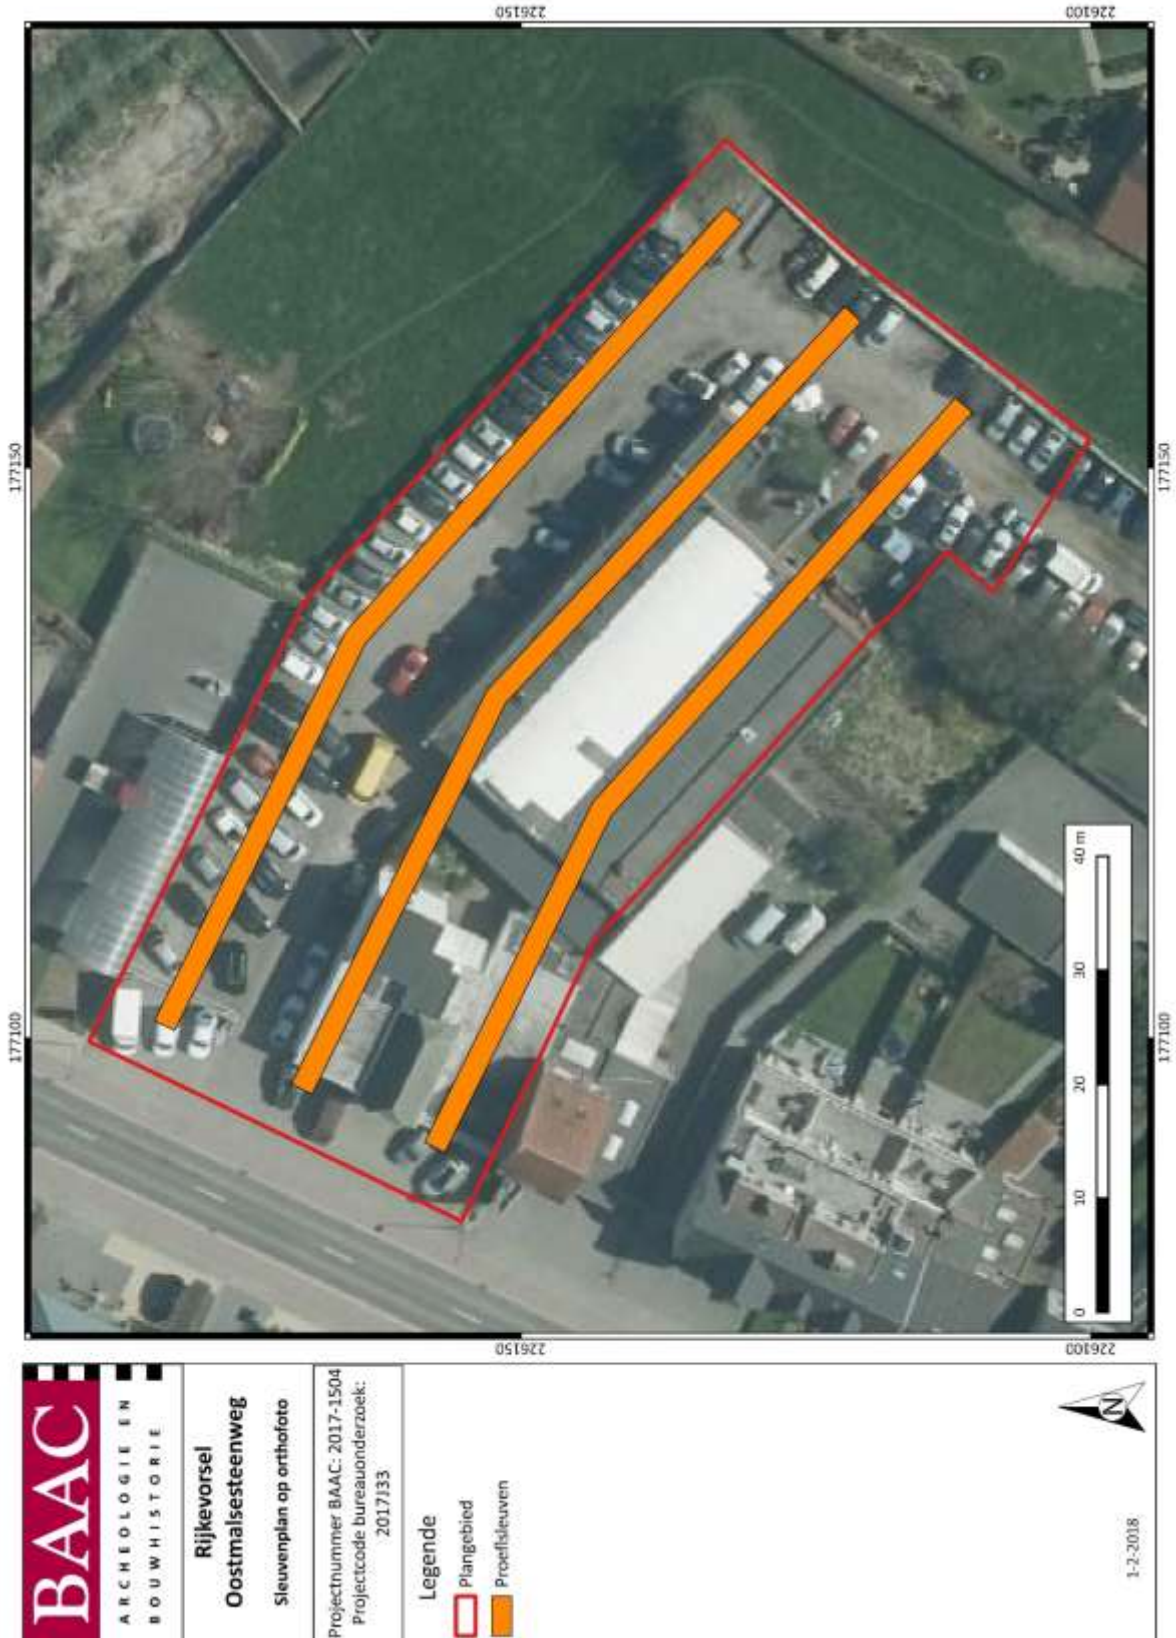 BAAC
ARCHEOLOGIE EN
BOUWHISTORIE
Rijkevorsel
Oostmalsesteenweg
Sleuvenplan op orthofoto
Projectnummer BAAC: 2017-1504
Projectcode bureauonderzoek:
2017J33
Legende
Plangebied
Proefsleuven
N
1-2-2018
177100
177150
226150
226100
226150
226100
177100
177150
0
10
20
30
40 m